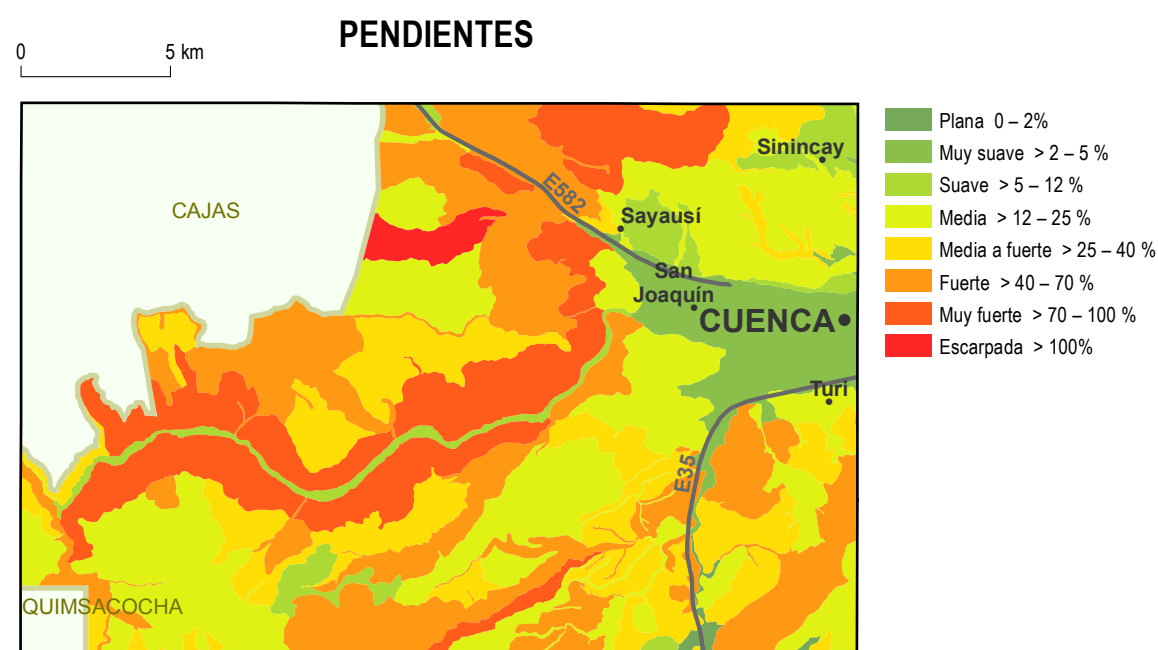 PENDIENTES
0 5 km
CAJAS
E582
Sinincay
Sayausí
San
Joaquín
CUENCA
Turi
E35
QUIMSACOCHA
Plana 0 – 2%
Muy suave > 2 – 5 %
Suave > 5 – 12 %
Media > 12 – 25 %
Media a fuerte > 25 – 40 %
Fuerte > 40 – 70 %
Muy fuerte > 70 – 100 %
Escarpada > 100%